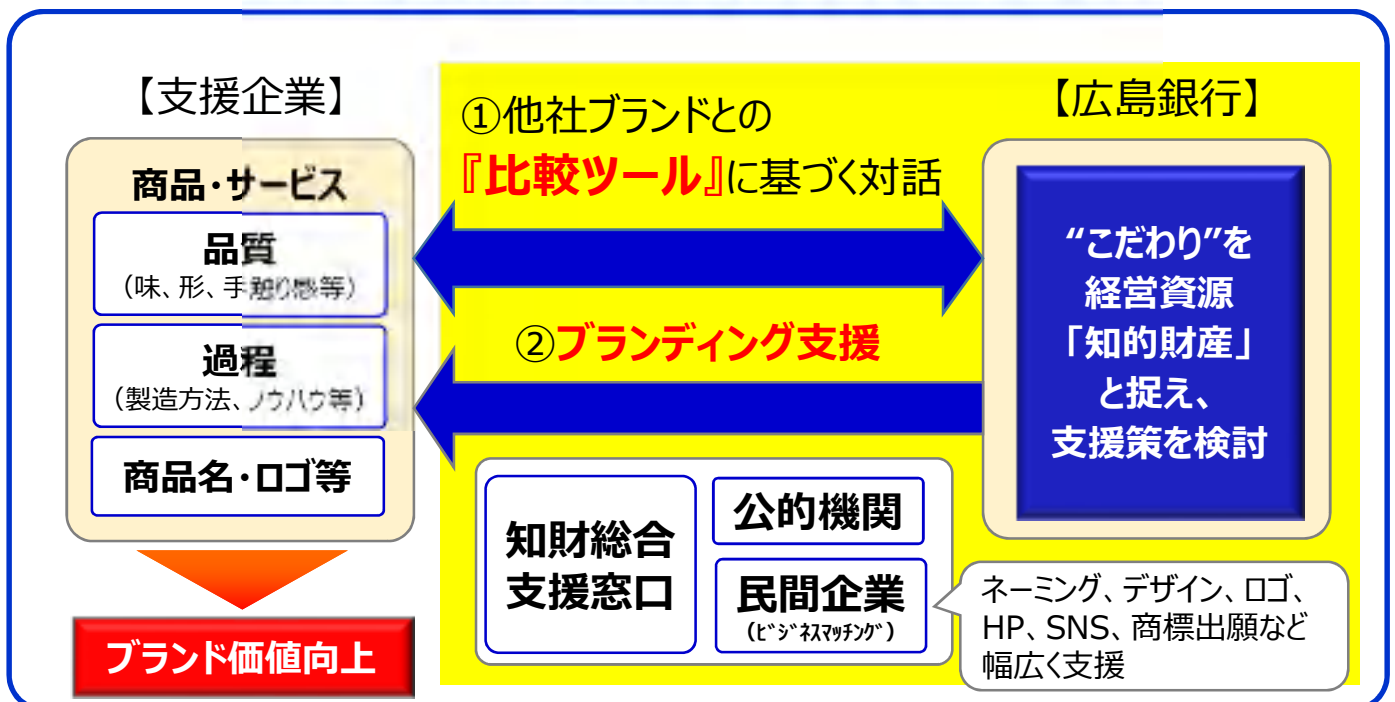 【支援企業】
商品・サービス
品質
（味、形、手触り感等）
過程
（製造方法、ノウハウ等）
商品名・ロゴ等
ブランド価値向上
①他社ブランドとの
『比較ツール』に基づく対話
②ブランディング支援
知財総合
支援窓口
公的機関
民間企業
（ﾋﾞｼﾞﾈｽﾏｯﾁﾝｸﾞ）
ネーミング、デザイン、ロゴ、
HP、SNS、商標出願など
幅広く支援
【広島銀行】
“こだわり”を
経営資源
「知的財産」
と捉え、
支援策を検討